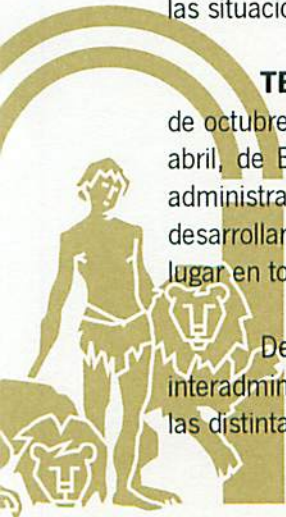 las situacio
TE
de octubre
abril, de E
administra
desarrollar
lugar en to
De
interadmin
las distinta